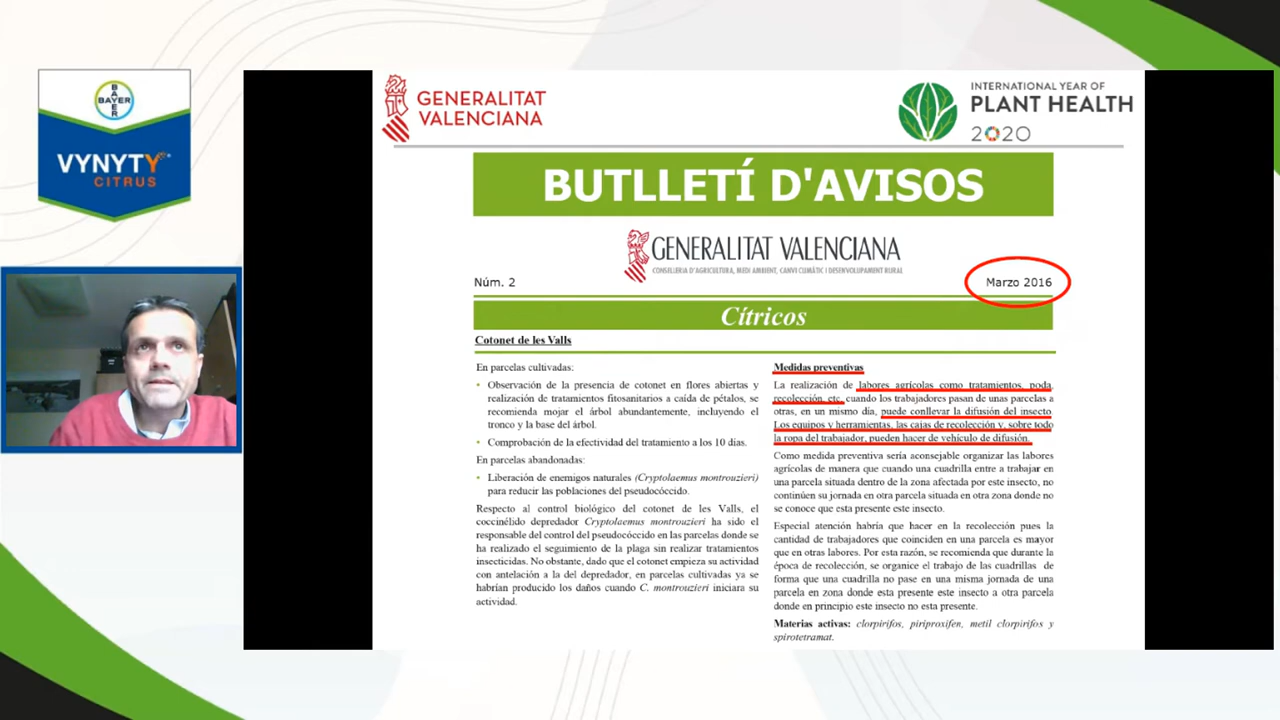 BAYER
BAYER
VYNYTY
CITRUS
GENERALITAT
VALENCIANA
INTERNATIONAL YEAR OF
PLANT HEALTH
2020
BUTLLETÍ D'AVISOS
GENERALITAT VALENCIANA
CONSELLERIA D'AGRICULTURA, MEDI AMBIENT, CANVI CLIMÀTIC I DESENVOLUPAMENT RURAL
Núm. 2
Marzo 2016
Cítricos
Cotonet de les Valls
En parcelas cultivadas:
• Observación de la presencia de cotonet en flores abiertas y
realización de tratamientos fitosanitarios a caída de pétalos, se
recomienda mojar el árbol abundantemente, incluyendo el
tronco y la base del árbol.
• Comprobación de la efectividad del tratamiento a los 10 días.
En parcelas abandonadas:
• Liberación de enemigos naturales (Cryptolaemus montrouzieri)
para reducir las poblaciones del pseudocóccido.
Respecto al control biológico del cotonet de les Valls, el
coccinélido depredador Cryptolaemus montrouzieri ha sido el
responsable del control del pseudocóccido en las parcelas donde se
ha realizado el seguimiento de la plaga sin realizar tratamientos
insecticidas. No obstante, dado que el cotonet empieza su actividad
con antelación a la del depredador, en parcelas cultivadas ya se
habrían producido los daños cuando C. montrouzieri iniciara su
actividad.
Medidas preventivas
La realización de labores agrícolas como tratamientos, poda,
recolección, etc, cuando los trabajadores pasan de unas parcelas a
otras, en un mismo día, puede conllevar la difusión del insecto
Los equipos y herramientas, las cajas de recolección y, sobre todo
la ropa del trabajador, pueden hacer de vehículo de difusión.
Como medida preventiva sería aconsejable organizar las labores
agrícolas de manera que cuando una cuadrilla entre a trabajar en
una parcela situada dentro de la zona afectada por este insecto, no
continúen su jornada en otra parcela situada en otra zona donde no
se conoce que esta presente este insecto.
Especial atención habría que hacer en la recolección pues la
cantidad de trabajadores que coinciden en una parcela es mayor
que en otras labores. Por esta razón, se recomienda que durante la
época de recolección, se organice el trabajo de las cuadrillas de
forma que una cuadrilla no pase en una misma jornada de una
parcela en zona donde esta presente este insecto a otra parcela
donde en principio este insecto no esta presente.
Materias activas: clorpirifos, piriproxifen, metil clorpirifos y
spirotetramat.